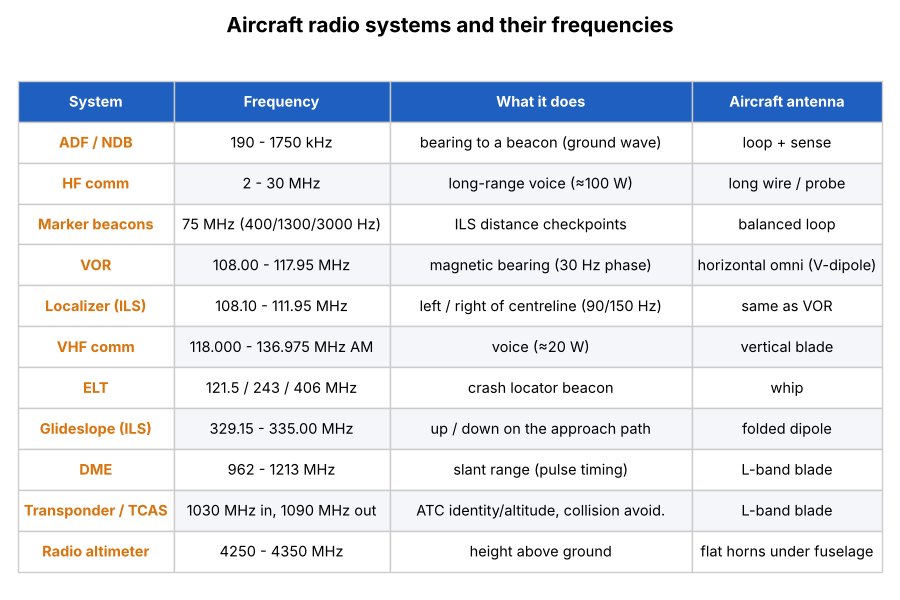 Aircraft radio systems and their frequencies
System Frequency What it does Aircraft antenna
ADF / NDB 190 - 1750 kHz bearing to a beacon (ground wave) loop + sense
HF comm 2 - 30 MHz long-range voice (≈100 W) long wire / probe
Marker beacons 75 MHz (400/1300/3000 Hz) ILS distance checkpoints balanced loop
VOR 108.00 - 117.95 MHz magnetic bearing (30 Hz phase) horizontal omni (V-dipole)
Localizer (ILS) 108.10 - 111.95 MHz left / right of centreline (90/150 Hz) same as VOR
VHF comm 118.000 - 136.975 MHz AM voice (≈20 W) vertical blade
ELT 121.5 / 243 / 406 MHz crash locator beacon whip
Glideslope (ILS) 329.15 - 335.00 MHz up / down on the approach path folded dipole
DME 962 - 1213 MHz slant range (pulse timing) L-band blade
Transponder / TCAS 1030 MHz in, 1090 MHz out ATC identity/altitude, collision avoid. L-band blade
Radio altimeter 4250 - 4350 MHz height above ground flat horns under fuselage